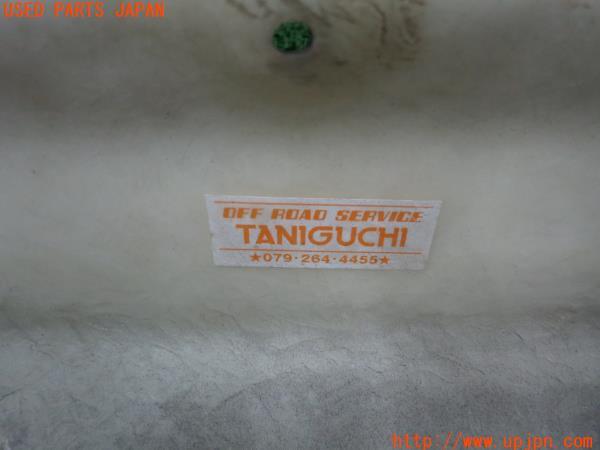 USED PARTS JAPAN
OFF ROAD SERVICE
TANIGUCHI
★079・264・4455★
http://www.upjpn.com